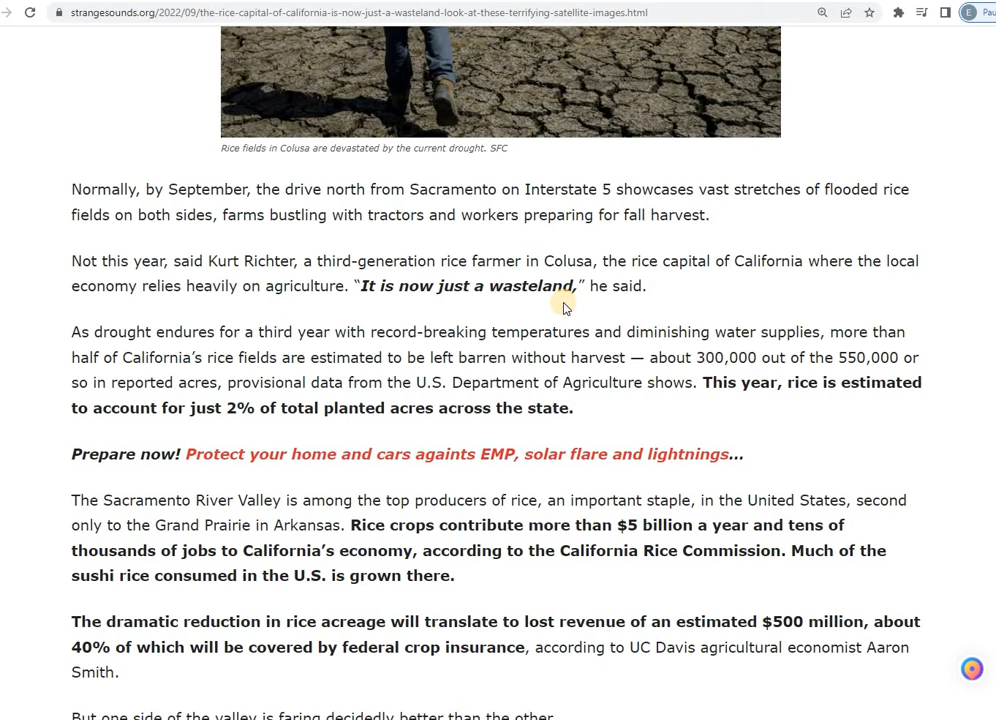 strangesounds.org/2022/09/the-rice-capital-of-california-is-now-just-a-wasteland-look-at-these-terrifying-satellite-images.html
E
Pau
Rice fields in Colusa are devastated by the current drought. SFC
Normally, by September, the drive north from Sacramento on Interstate 5 showcases vast stretches of flooded rice
fields on both sides, farms bustling with tractors and workers preparing for fall harvest.
Not this year, said Kurt Richter, a third-generation rice farmer in Colusa, the rice capital of California where the local
economy relies heavily on agriculture. “It is now just a wasteland,” he said.
As drought endures for a third year with record-breaking temperatures and diminishing water supplies, more than
half of California’s rice fields are estimated to be left barren without harvest — about 300,000 out of the 550,000 or
so in reported acres, provisional data from the U.S. Department of Agriculture shows. This year, rice is estimated
to account for just 2% of total planted acres across the state.
Prepare now! Protect your home and cars againts EMP, solar flare and lightnings...
The Sacramento River Valley is among the top producers of rice, an important staple, in the United States, second
only to the Grand Prairie in Arkansas. Rice crops contribute more than $5 billion a year and tens of
thousands of jobs to California’s economy, according to the California Rice Commission. Much of the
sushi rice consumed in the U.S. is grown there.
The dramatic reduction in rice acreage will translate to lost revenue of an estimated $500 million, about
40% of which will be covered by federal crop insurance, according to UC Davis agricultural economist Aaron
Smith.
But one side of the valley is faring decidedly better than the other.